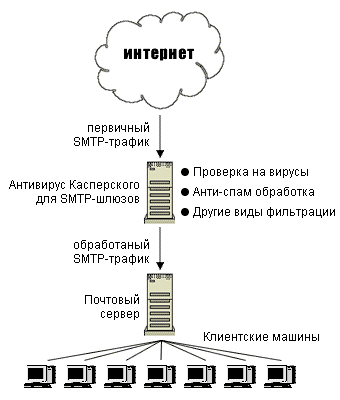 интернет
первичный
SMTP-трафик
Антивирус Касперского
для SMTP-шлюзов
● Проверка на вирусы
● Анти-спам обработка
● Другие виды фильтрации
обработаный
SMTP-трафик
Почтовый
сервер
Клиентские машины